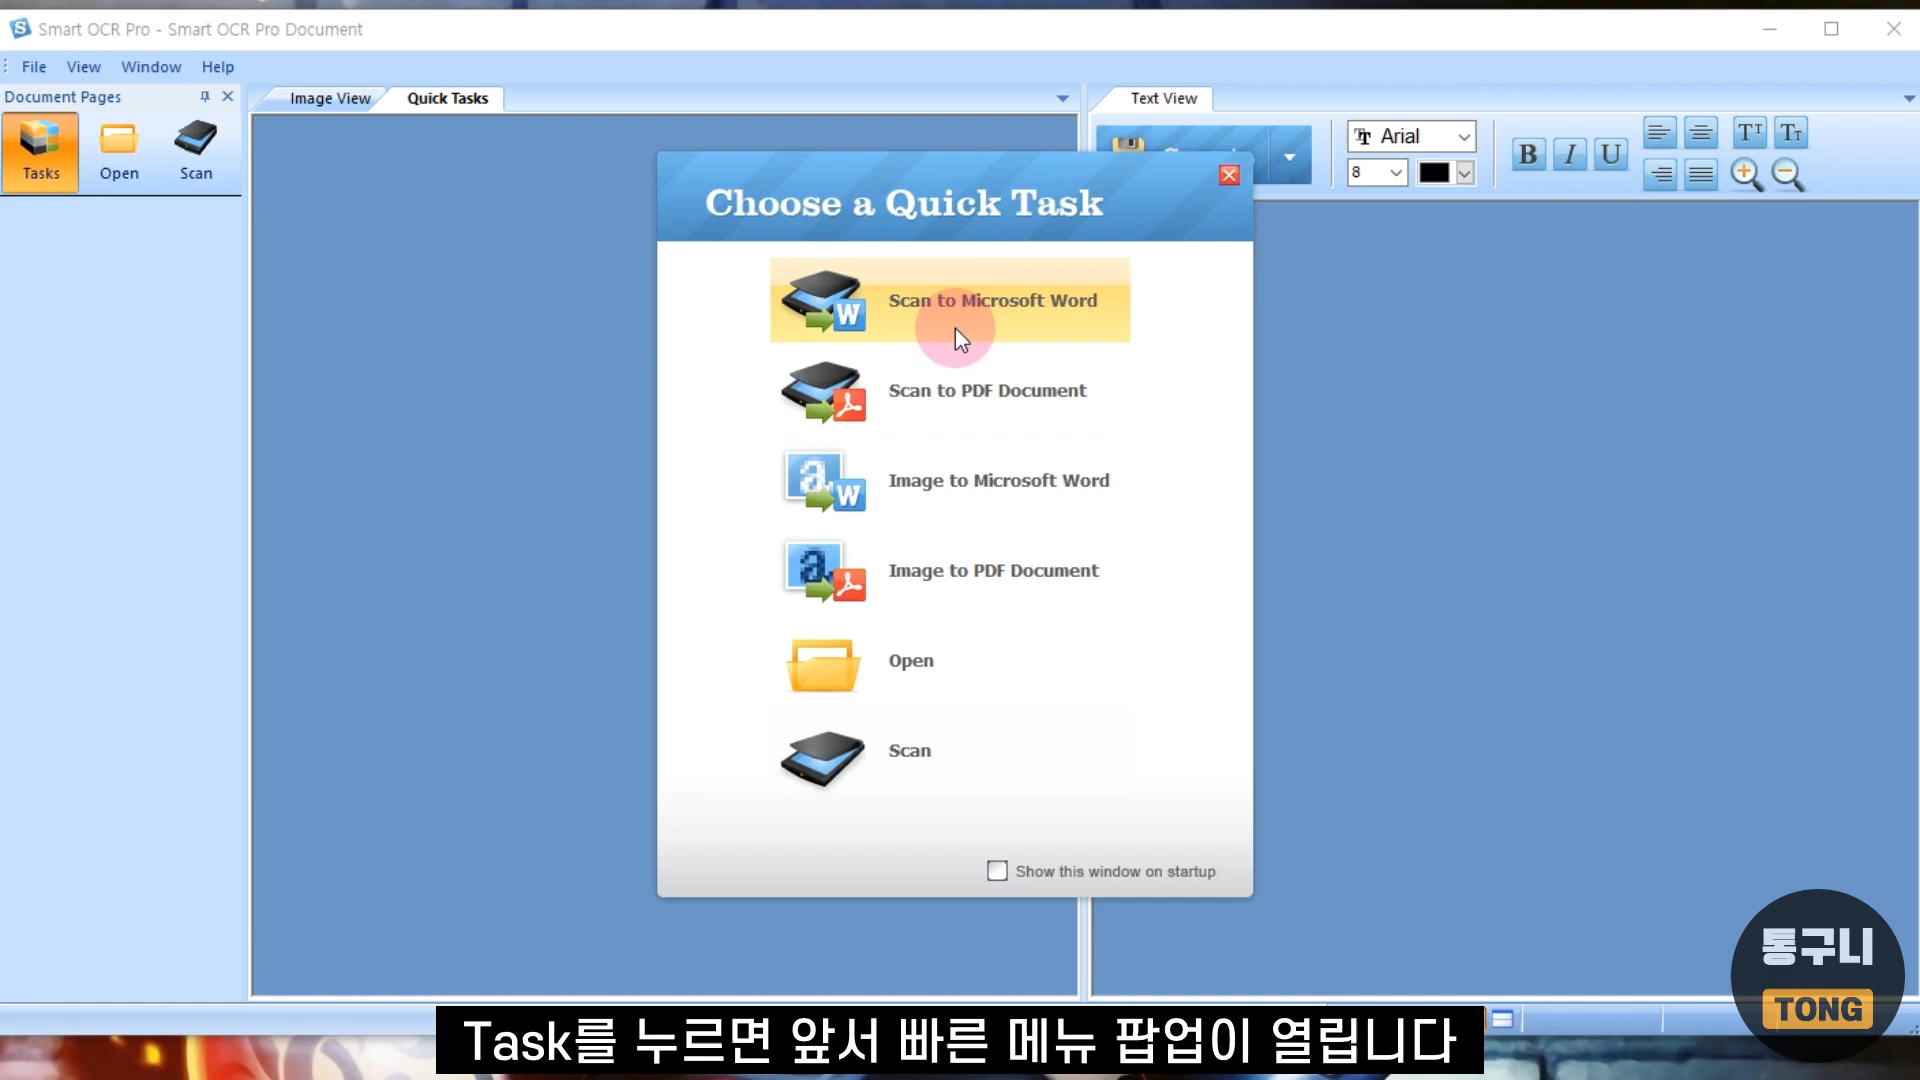 Smart OCR Pro - Smart OCR Pro Document
File View Window Help
Document Pages
Tasks Open Scan
Image View Quick Tasks
Text View
Arial
8
B I U
Choose a Quick Task
Scan to Microsoft Word
Scan to PDF Document
Image to Microsoft Word
Image to PDF Document
Open
Scan
Show this window on startup
통구니
TONG
Task를 누르면 앞서 빠른 메뉴 팝업이 열립니다